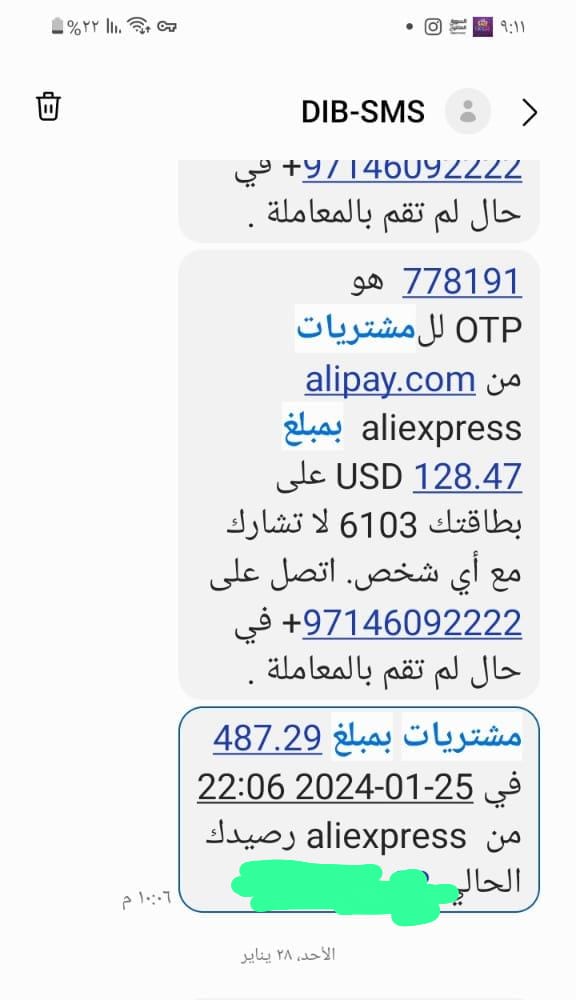 ٩:١١
%٢٢
DIB-SMS
+97146092222 في
حال لم تقم بالمعاملة .
778191 هو
OTP لل مشتريات
من alipay.com
aliexpress بمبلغ
128.47 USD على
بطاقتك 6103 لا تشارك
مع أي شخص. اتصل على
+97146092222 في
حال لم تقم بالمعاملة .
مشتريات بمبلغ 487.29
في 25-01-2024 22:06
من aliexpress رصيدك
الحالي
١٠:٠٦ م
الأحد، ٢٨ يناير